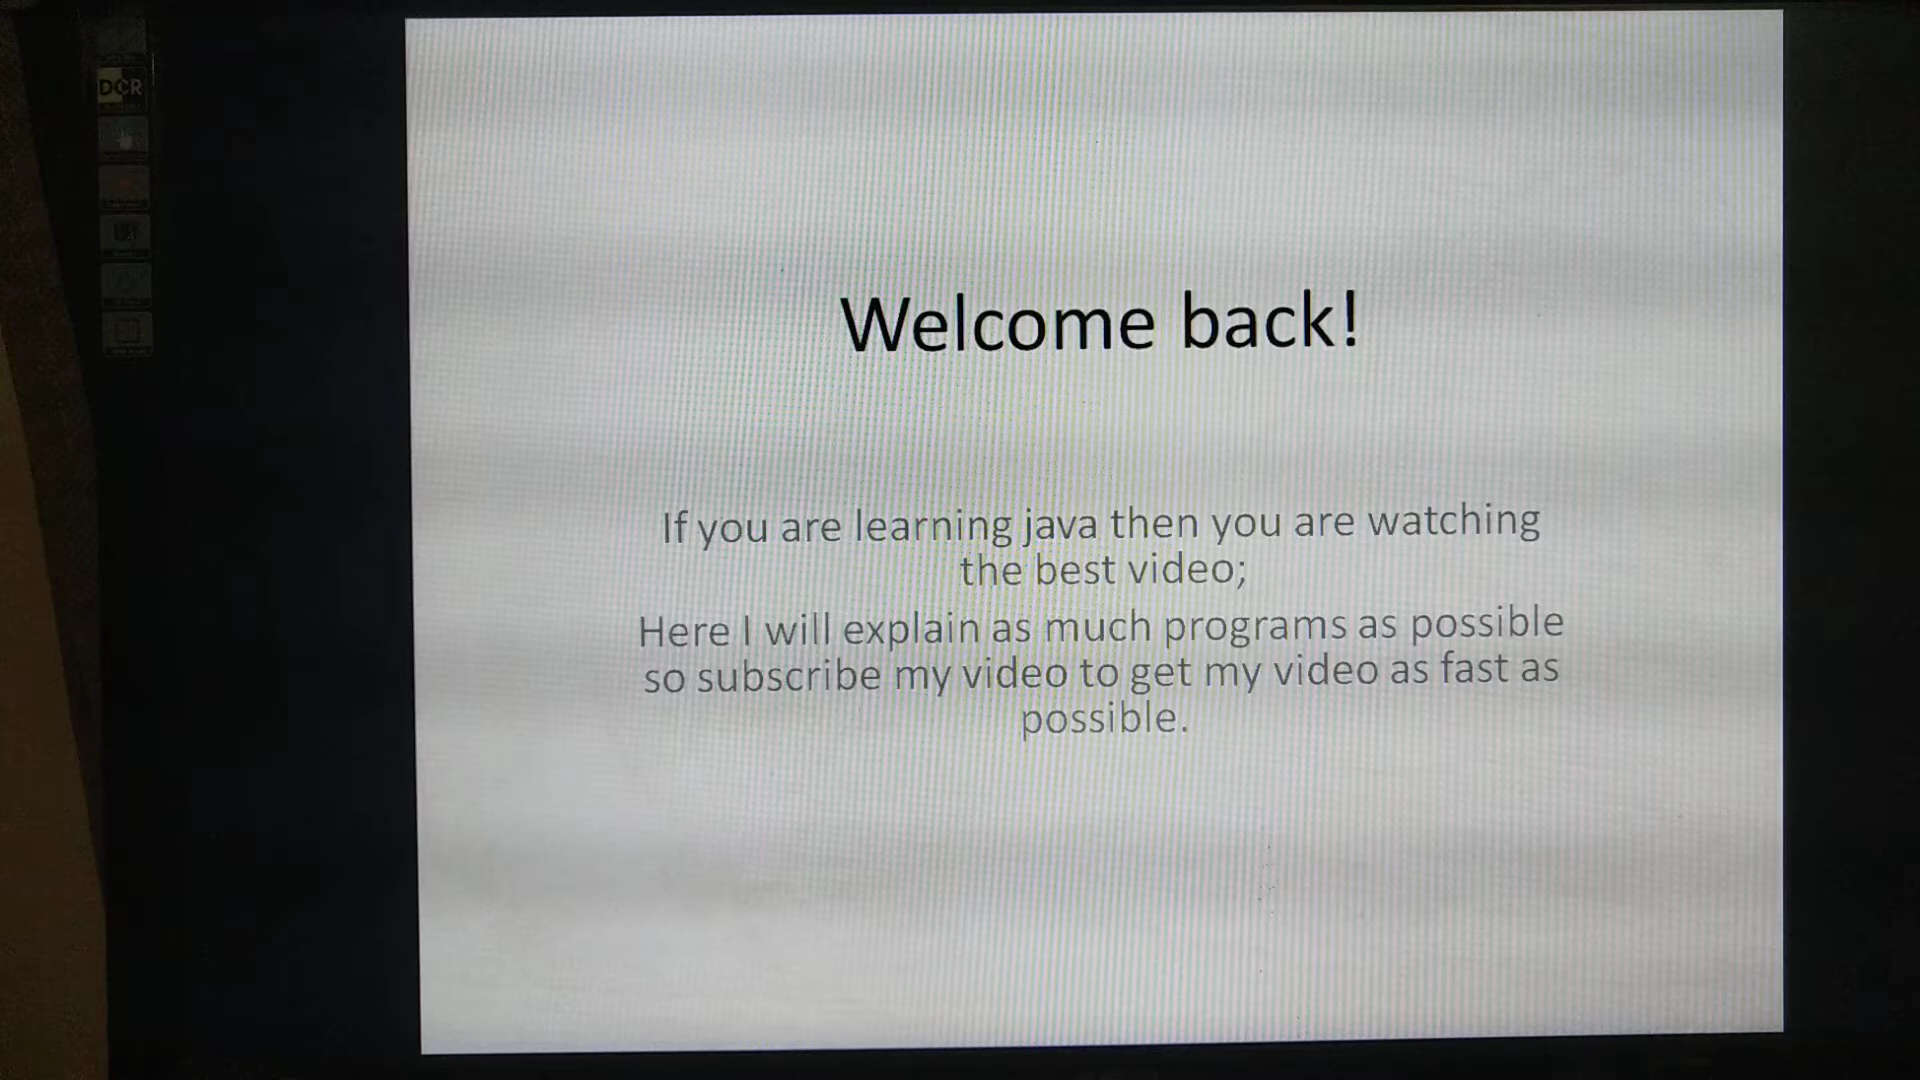 DCR
Welcome back!
If you are learning java then you are watching
the best video;
Here I will explain as much programs as possible
so subscribe my video to get my video as fast as
possible.